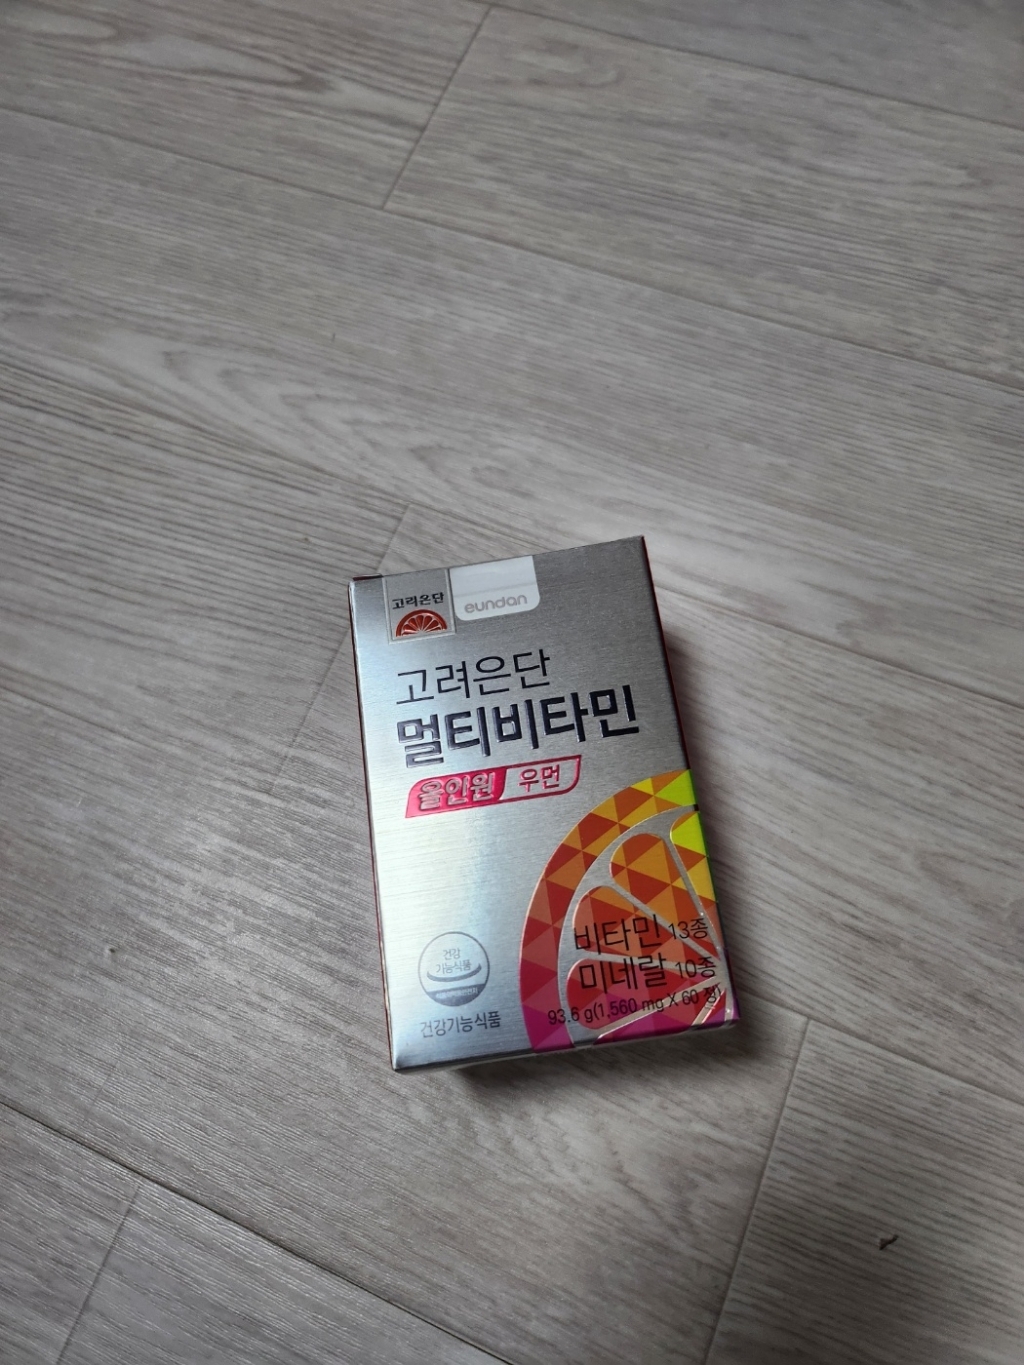 고려은단
eundan
고려은단
멀티비타민
올인원 우먼
비타민 13종
미네랄 10종
93.6 g(1,560 mg X 60 정)
건강
기능식품
건강기능식품